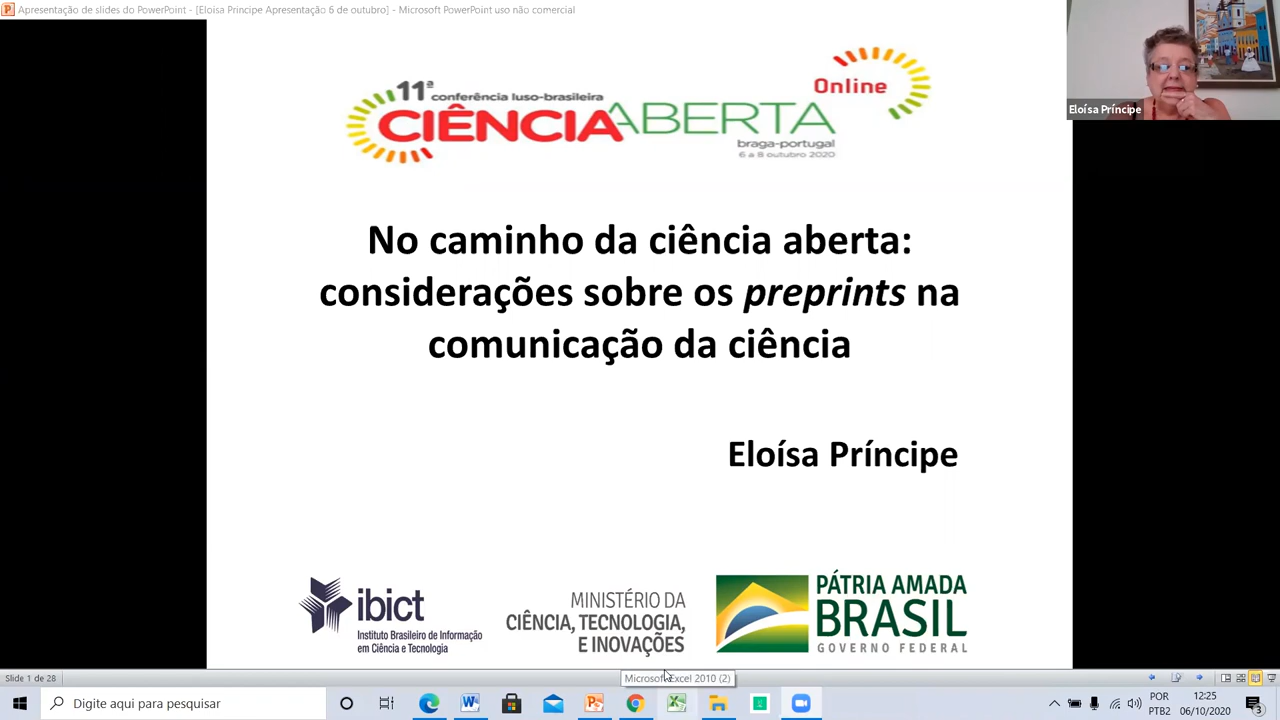 Apresentação de slides do PowerPoint - [Eloisa Principe Apresentação 6 de outubro] - Microsoft PowerPoint uso não comercial
11ª conferência luso-brasileira
CIÊNCIAABERTA
Online
braga-portugal
6 a 8 outubro 2020
Eloísa Príncipe
No caminho da ciência aberta:
considerações sobre os preprints na
comunicação da ciência
Eloísa Príncipe
ibict
Instituto Brasileiro de Informação
em Ciência e Tecnologia
MINISTÉRIO DA
CIÊNCIA, TECNOLOGIA,
E INOVAÇÕES
PÁTRIA AMADA
BRASIL
GOVERNO FEDERAL
Slide 1 de 28
Microsoft Excel 2010 (2)
Digite aqui para pesquisar
POR
PTB2
12:25
06/10/2020
3